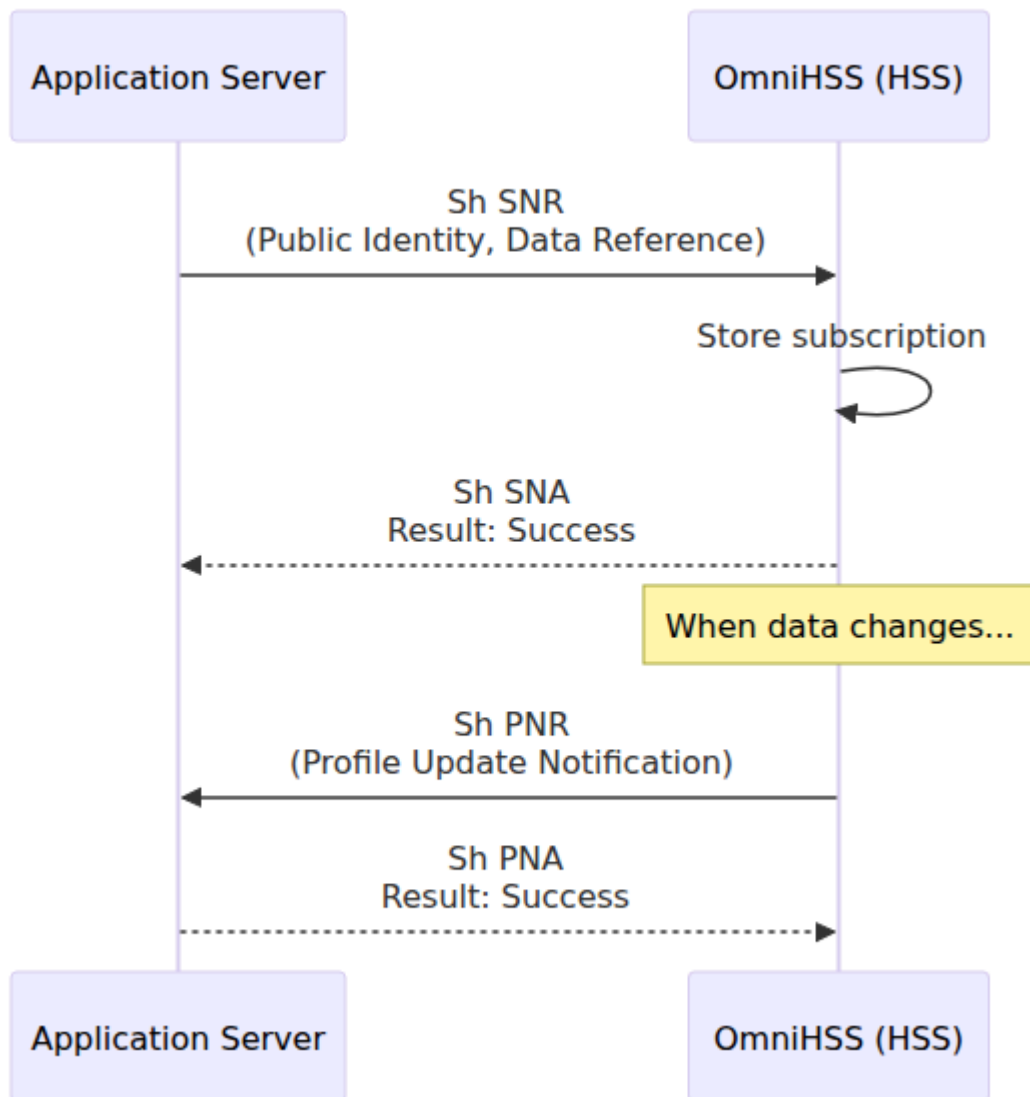 Application Server
OmniHSS (HSS)
Sh SNR
(Public Identity, Data Reference)
Store subscription
Sh SNA
Result: Success
When data changes...
Sh PNR
(Profile Update Notification)
Sh PNA
Result: Success
Application Server
OmniHSS (HSS)